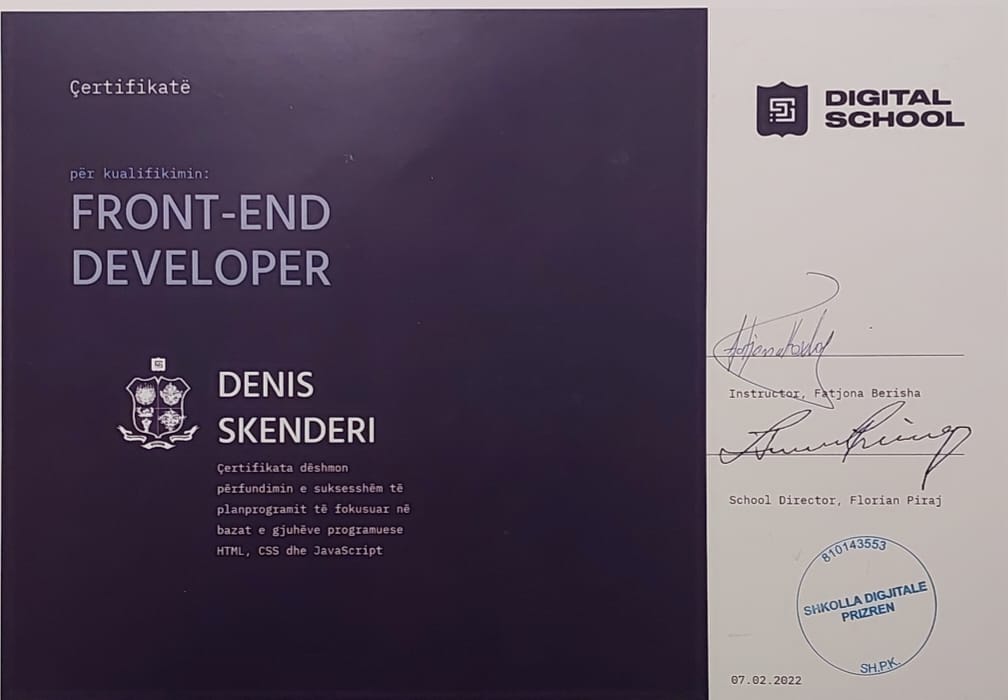 Çertifikatë
për kualifikimin:
FRONT-END
DEVELOPER
DENIS
SKENDERI
Çertifikata dëshmon
përfundimin e suksesshëm të
planprogramit të fokusuar në
bazat e gjuhëve programuese
HTML, CSS dhe JavaScript
DIGITAL
SCHOOL
Instructor, Fatjona Berisha
School Director, Florian Piraj
810143553
SHKOLLA DIGJITALE
PRIZREN
SH.P.K.
07.02.2022